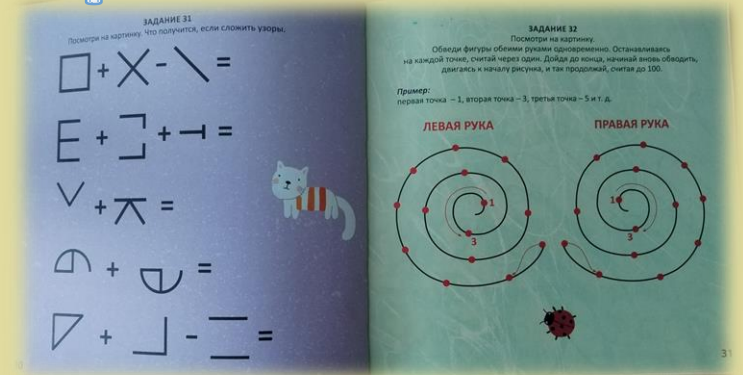 ЗАДАНИЕ 31
Посмотри на картинку. Что получится, если сложить узоры.
+ - =
+ + =
+ =
+ =
+ - =
ЗАДАНИЕ 32
Посмотри на картинку.
Обведи фигуры обеими руками одновременно. Останавливаясь
на каждой точке, считай через один. Дойдя до конца, начинай вновь обводить,
двигаясь к началу рисунка, и так продолжай, считая до 100.
Пример:
первая точка – 1, вторая точка – 3, третья точка – 5 и т. д.
ЛЕВАЯ РУКА
ПРАВАЯ РУКА
1
3
1
3
31